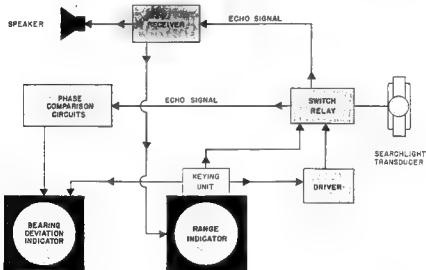 SPEAKER
RECEIVER
ECHO SIGNAL
PHASE
COMPARISON
CIRCUITS
ECHO SIGNAL
SWITCH
RELAY
SEARCHLIGHT
TRANSDUCER
KEYING
UNIT
DRIVER
BEARING
DEVIATION
INDICATOR
RANGE
INDICATOR